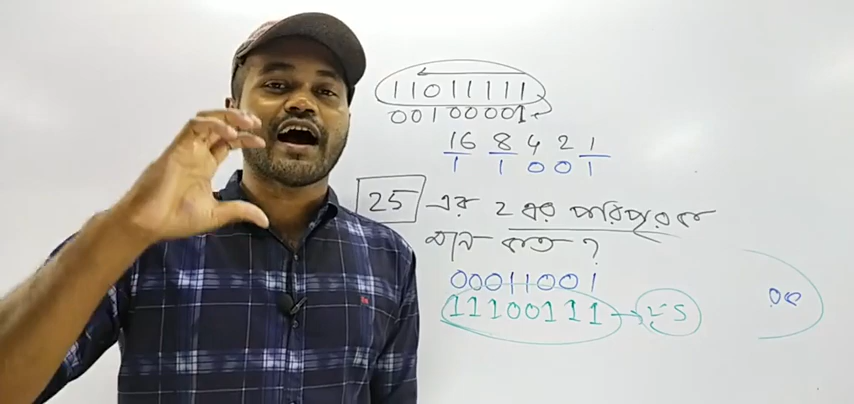 11011111
00100001
16 8 4 2 1
1 1 0 0 1
25 এর 2 এর পরিপূরক
মান কত ?
00011001
11100111 → 25